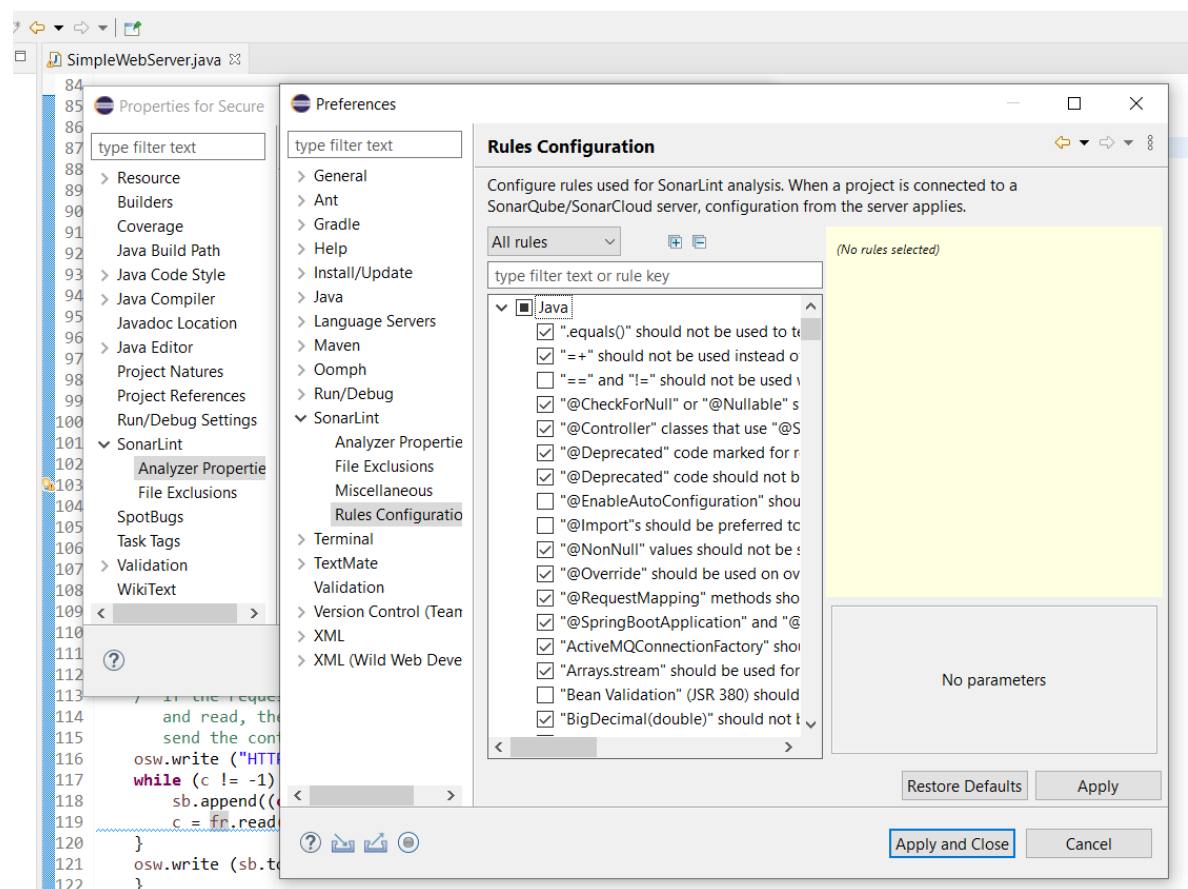 SimpleWebServer.java
84
85
86
87
88
89
90
91
92
93
94
95
96
97
98
99
100
101
102
103
104
105
106
107
108
109
110
111
112
113
114
115
116
117
118
119
120
121
122
Properties for Secure
type filter text
Resource
Builders
Coverage
Java Build Path
Java Code Style
Java Compiler
Javadoc Location
Java Editor
Project Natures
Project References
Run/Debug Settings
SonarLint
Analyzer Propertie
File Exclusions
SpotBugs
Task Tags
Validation
WikiText
/ If the reque
and read, the
send the cont
osw.write ("HTT
while (c != -1)
sb.append((
c = fr.read
}
osw.write (sb.to
}
Preferences
type filter text
General
Ant
Gradle
Help
Install/Update
Java
Language Servers
Maven
Oomph
Run/Debug
SonarLint
Analyzer Propertie
File Exclusions
Miscellaneous
Rules Configuratio
Terminal
TextMate
Validation
Version Control (Team
XML
XML (Wild Web Deve
Rules Configuration
Configure rules used for SonarLint analysis. When a project is connected to a
SonarQube/SonarCloud server, configuration from the server applies.
All rules
type filter text or rule key
Java
".equals()" should not be used to te
"=+" should not be used instead o
"==" and "!=" should not be used
"@CheckForNull" or "@Nullable" s
"@Controller" classes that use "@S
"@Deprecated" code marked for r
"@Deprecated" code should not b
"@EnableAutoConfiguration" shou
"@Import"s should be preferred to
"@NonNull" values should not be s
"@Override" should be used on ov
"@RequestMapping" methods sho
"@SpringBootApplication" and "@
"ActiveMQConnectionFactory" shou
"Arrays.stream" should be used for
"Bean Validation" (JSR 380) should
"BigDecimal(double)" should not b
(No rules selected)
No parameters
Restore Defaults
Apply
Apply and Close
Cancel